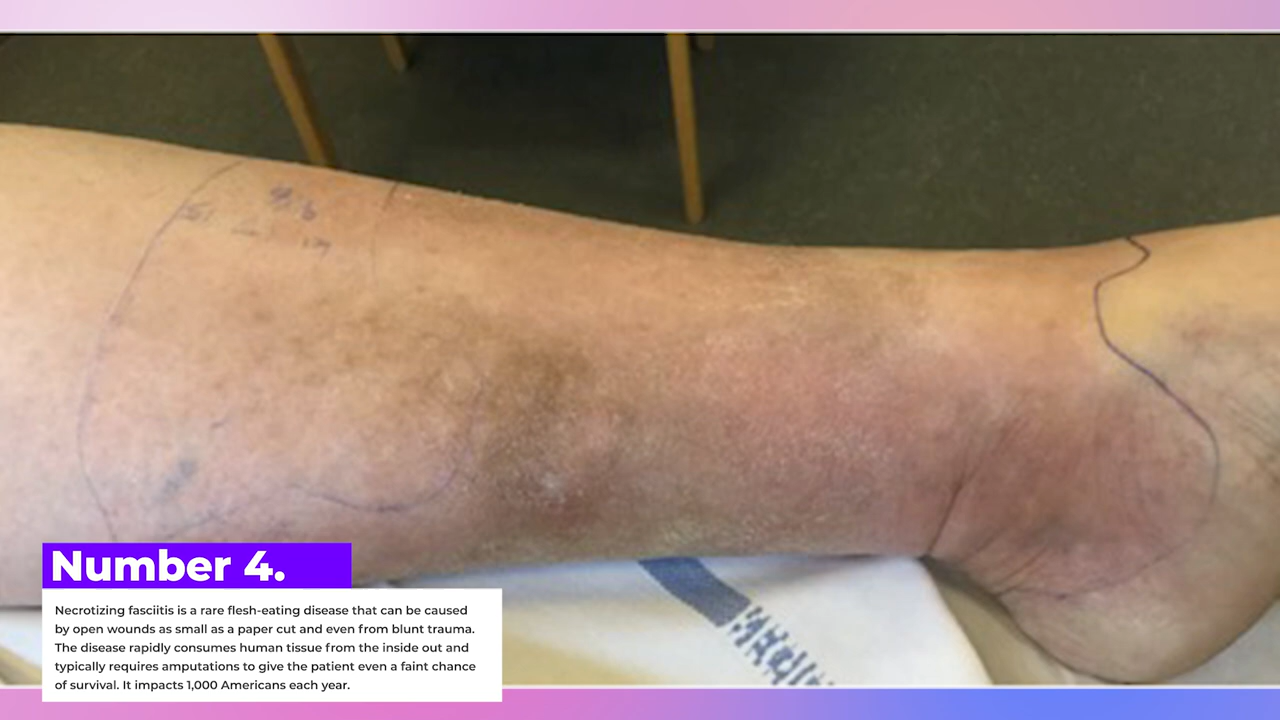 Number 4.
Necrotizing fasciitis is a rare flesh-eating disease that can be caused
by open wounds as small as a paper cut and even from blunt trauma.
The disease rapidly consumes human tissue from the inside out and
typically requires amputations to give the patient even a faint chance
of survival. It impacts 1,000 Americans each year.